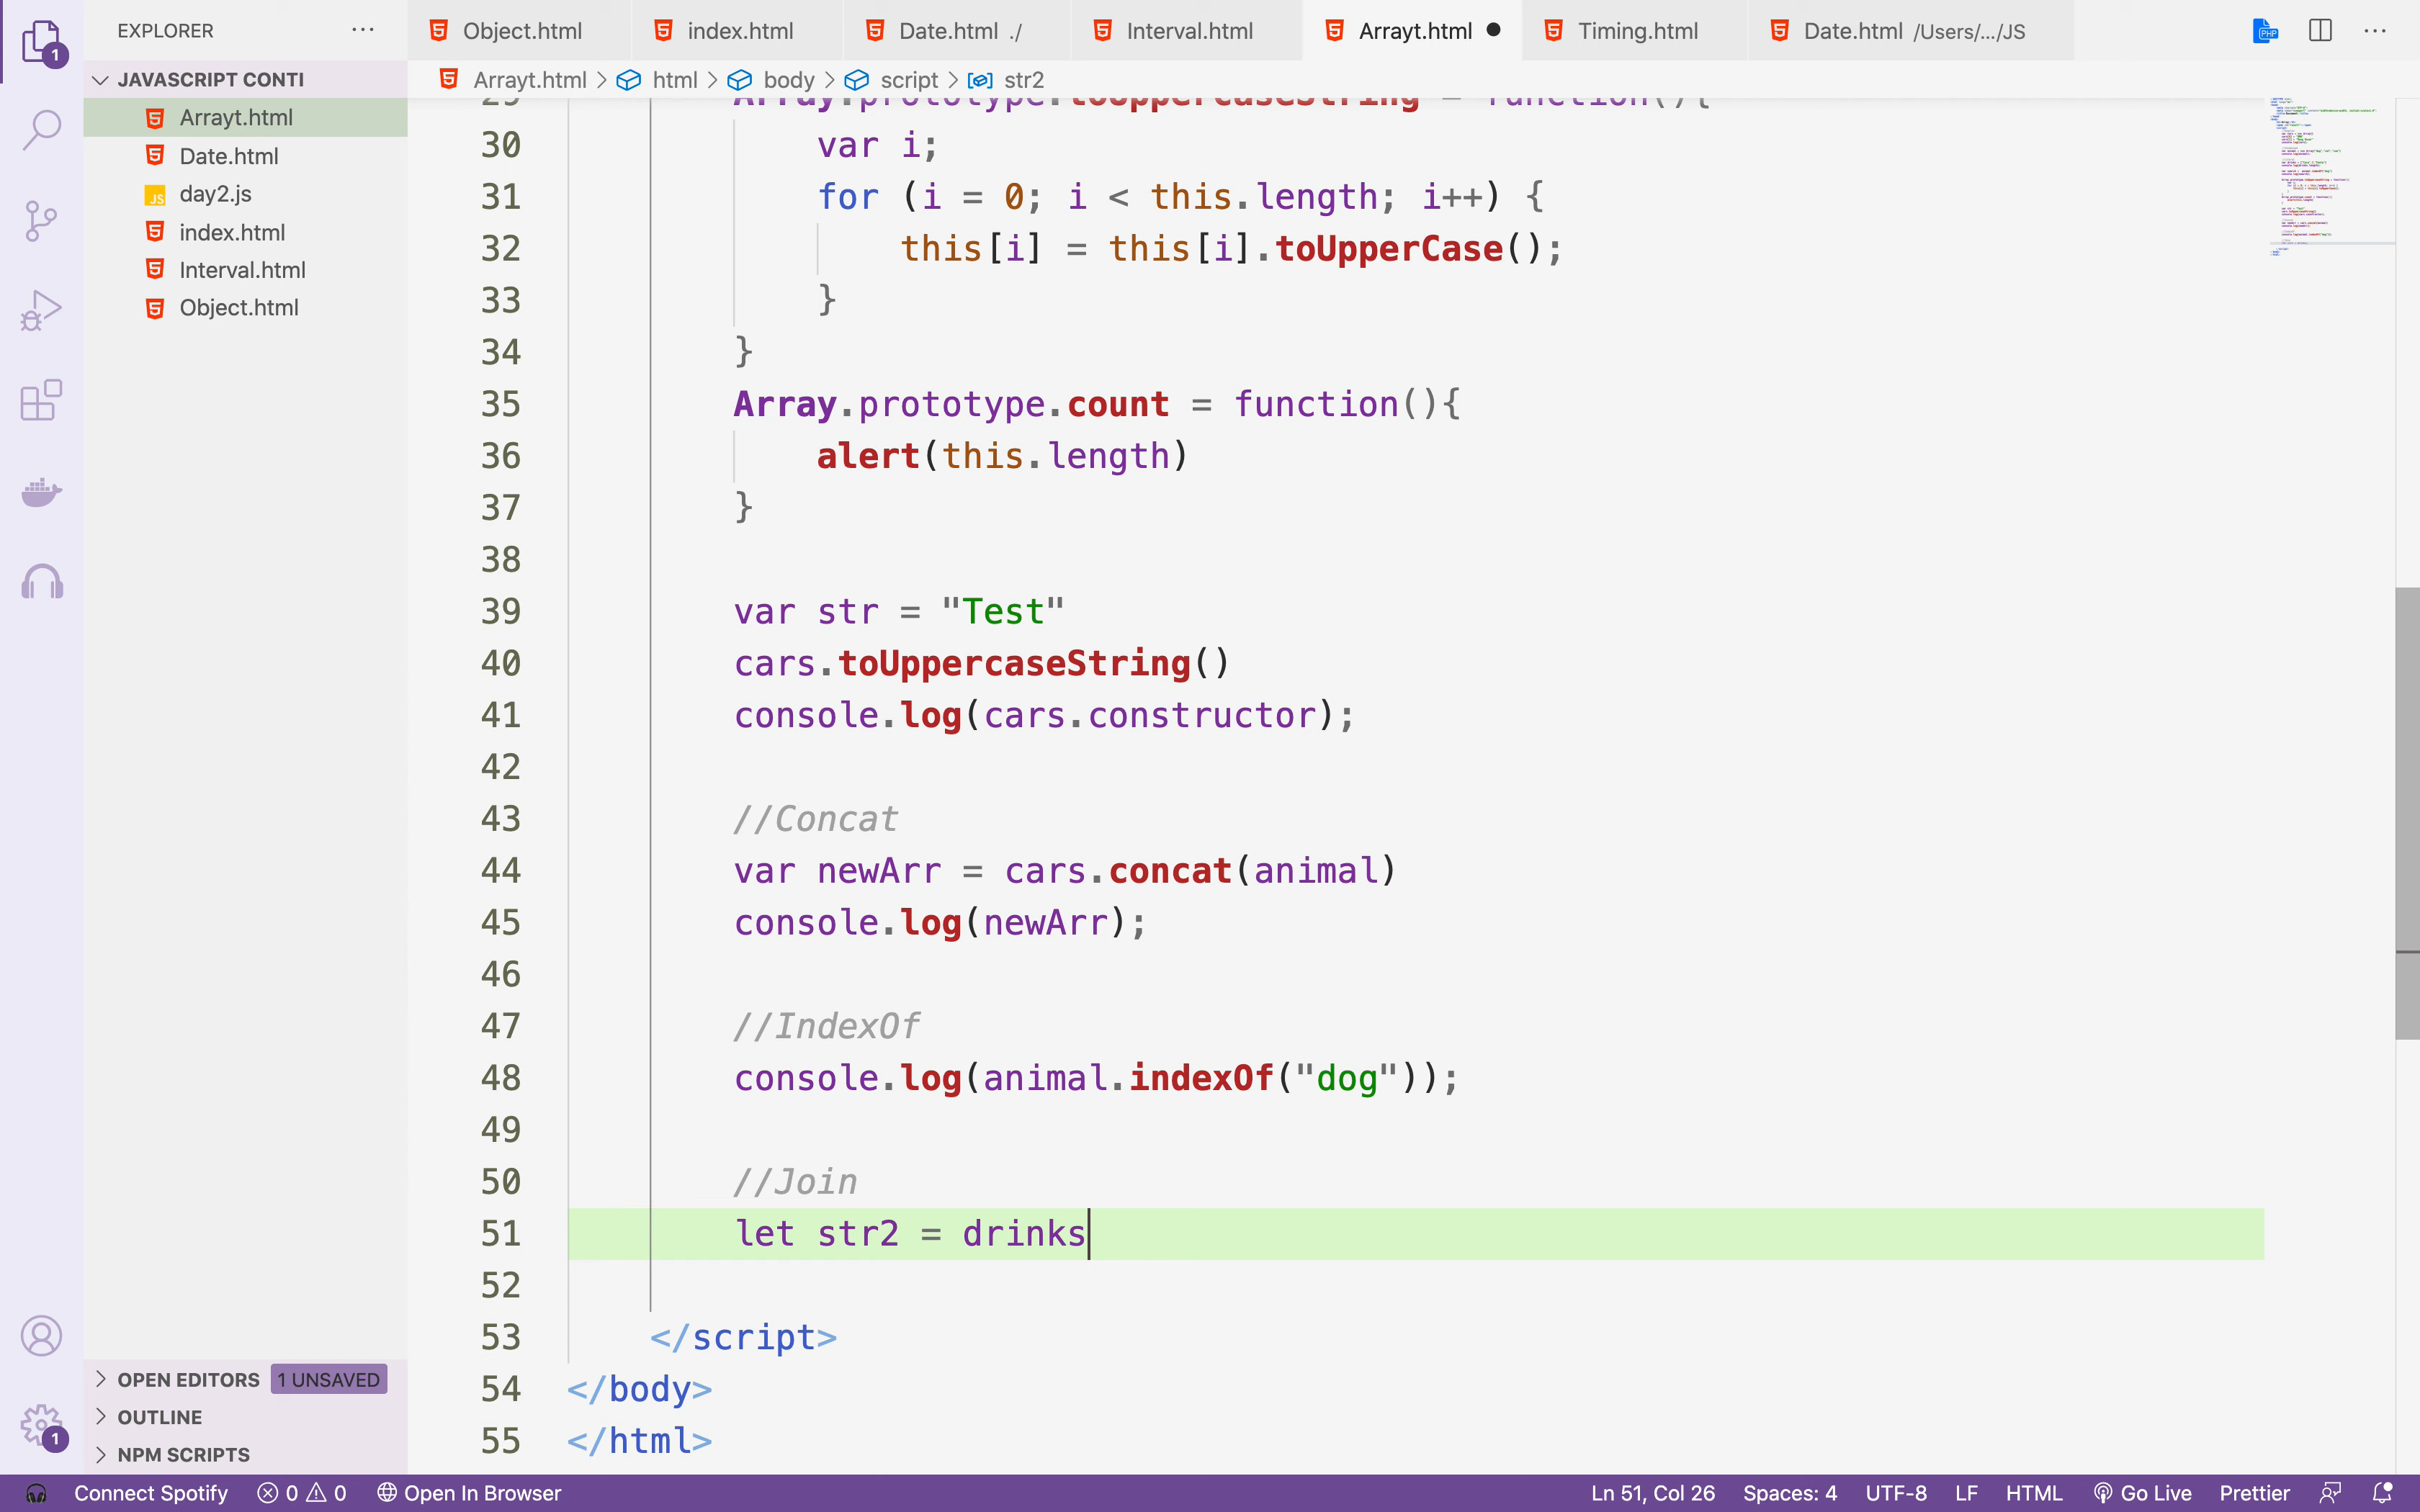 EXPLORER
Object.html
index.html
Date.html ./
Interval.html
Arrayt.html
Timing.html
Date.html /Users/.../JS
JAVASCRIPT CONTI
Arrayt.html > html > body > script > str2
Arrayt.html
Date.html
day2.js
index.html
Interval.html
Object.html
29 Array.prototype.toUppercaseString = function(){
30 var i;
31 for (i = 0; i < this.length; i++) {
32 this[i] = this[i].toUpperCase();
33 }
34 }
35 Array.prototype.count = function(){
36 alert(this.length)
37 }
38
39 var str = "Test"
40 cars.toUppercaseString()
41 console.log(cars.constructor);
42
43 //Concat
44 var newArr = cars.concat(animal)
45 console.log(newArr);
46
47 //IndexOf
48 console.log(animal.indexOf("dog"));
49
50 //Join
51 let str2 = drinks
52
53 </script>
54 </body>
55 </html>
OPEN EDITORS 1 UNSAVED
OUTLINE
NPM SCRIPTS
1
1
Connect Spotify 0 0 Open In Browser Ln 51, Col 26 Spaces: 4 UTF-8 LF HTML Go Live Prettier